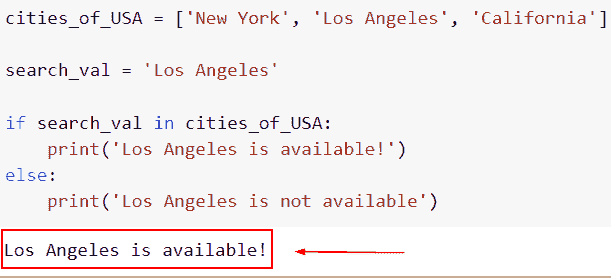 cities_of_USA = ['New York', 'Los Angeles', 'California']
search_val = 'Los Angeles'
if search_val in cities_of_USA:
    print('Los Angeles is available!')
else:
    print('Los Angeles is not available')
Los Angeles is available!